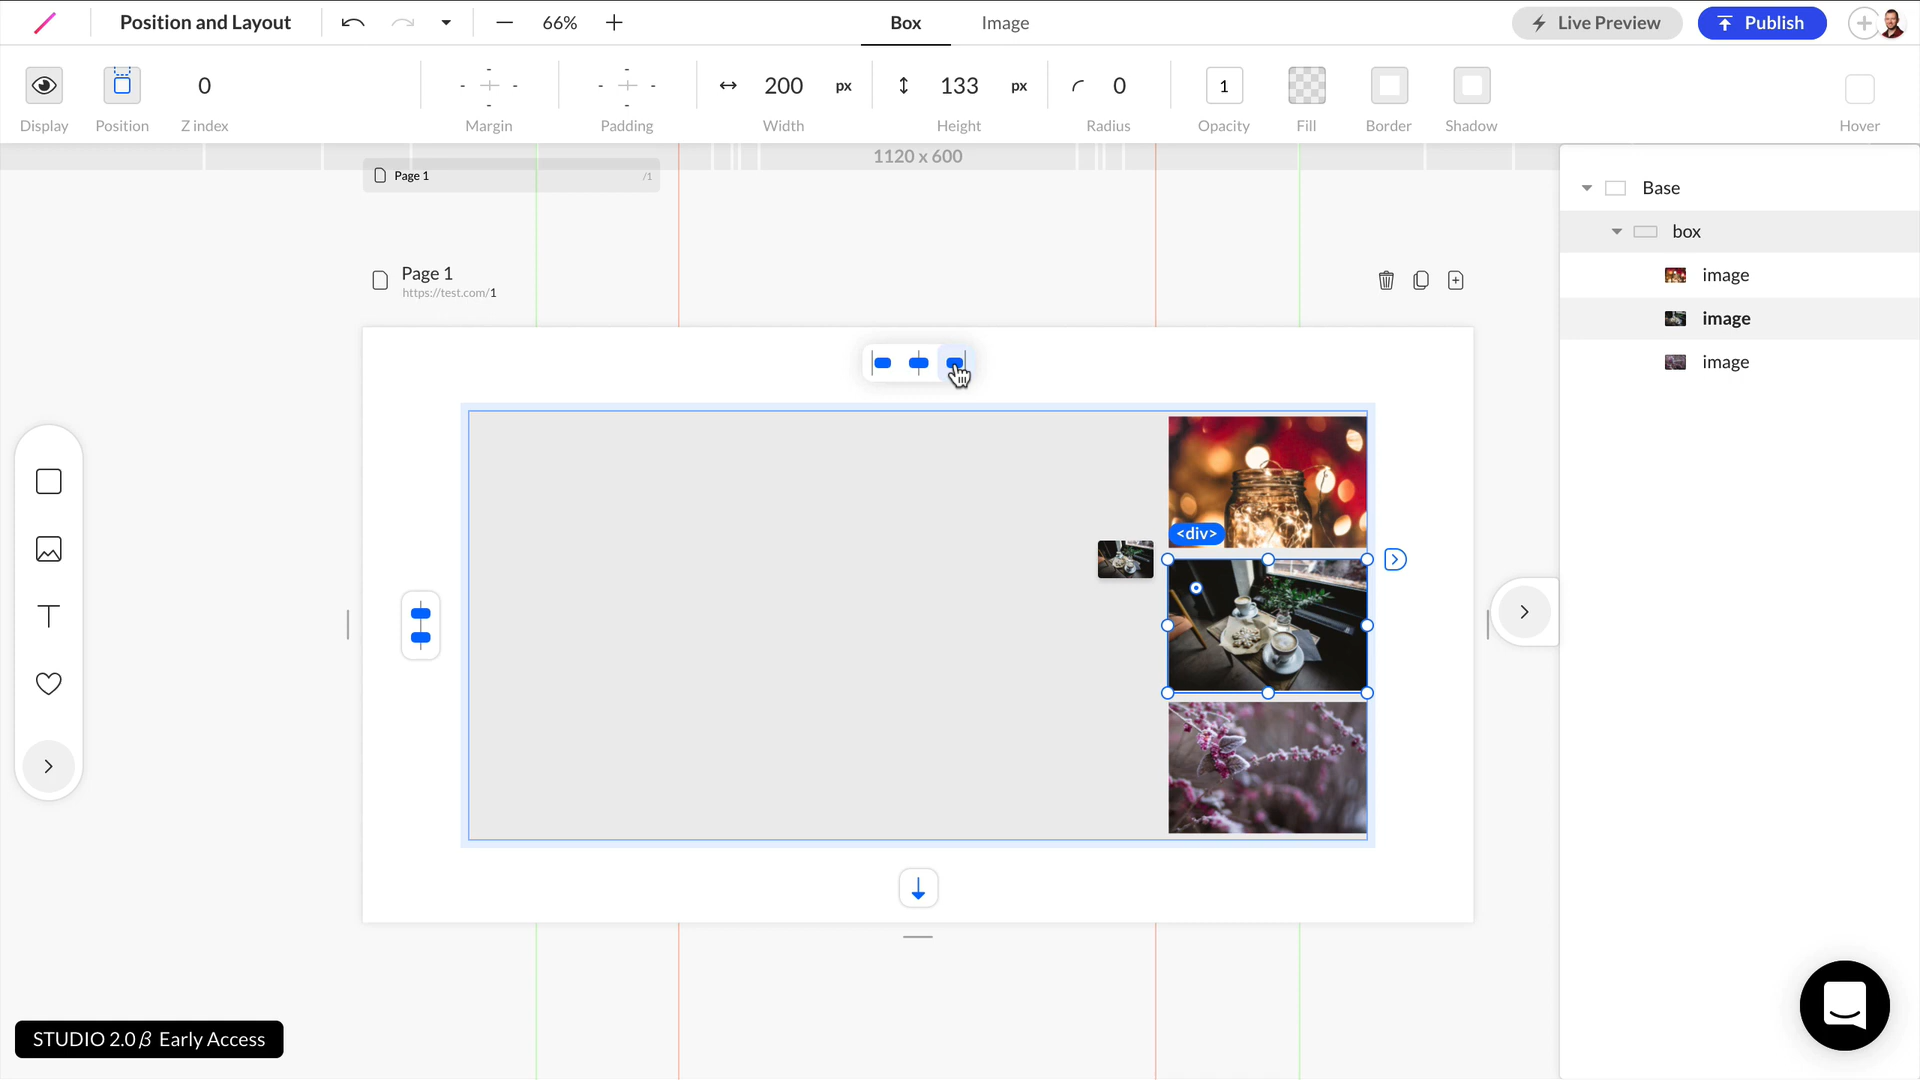 Position and Layout
66%
Box
Image
Live Preview
Publish
0
200 px
133 px
0
1
Display
Position
Z index
Margin
Padding
Width
Height
Radius
Opacity
Fill
Border
Shadow
Hover
1120 x 600
Page 1
/1
Base
box
image
image
image
Page 1
https://test.com/1
<div>
STUDIO 2.0 β Early Access